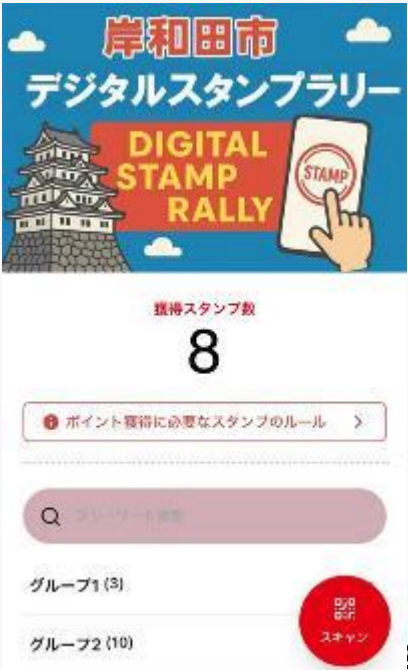 岸和田市
デジタルスタンプラリー
DIGITAL
STAMP
RALLY
STAMP
獲得スタンプ数
8
ポイント獲得に必要なスタンプのルール
グループ1 (3)
グループ2 (10)
スキャン